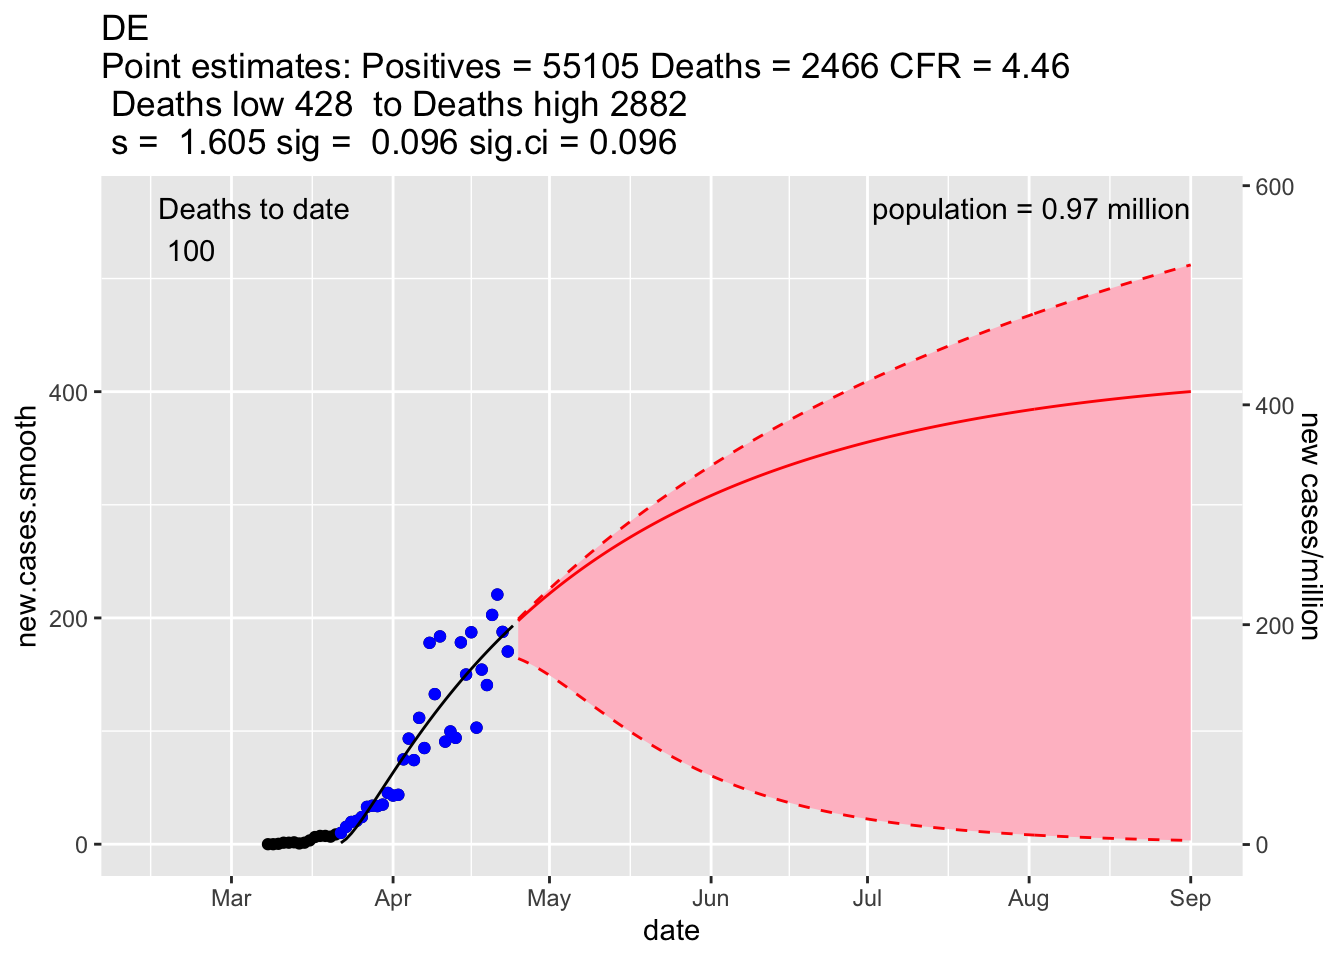 DE
Point estimates: Positives = 55105 Deaths = 2466 CFR = 4.46
Deaths low 428  to Deaths high 2882
s =  1.605 sig =  0.096 sig.ci = 0.096
Deaths to date
100
population = 0.97 million
600
400
400
200
200
0
0
new.cases.smooth
new cases/million
Mar
Apr
May
Jun
Jul
Aug
Sep
date